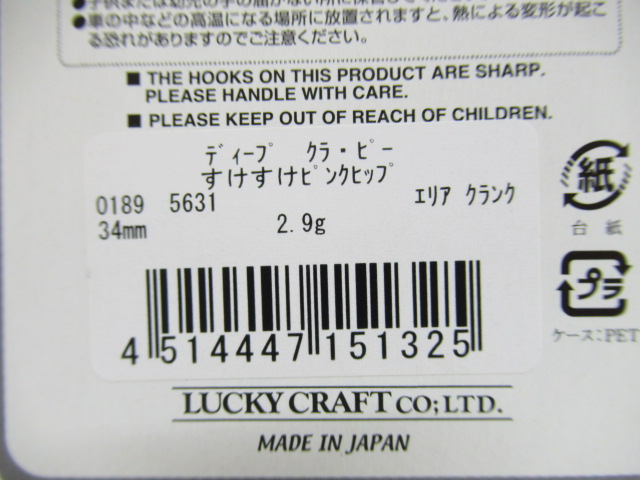 ●車の中などの高温になる場所に放置されますと、熱による変形が起こ
る恐れがありますのでご注意ください。
■ THE HOOKS ON THIS PRODUCT ARE SHARP.
PLEASE HANDLE WITH CARE.
■ PLEASE KEEP OUT OF REACH OF CHILDREN.
ﾃﾞｨｰﾌﾟ ｸﾗ・ﾋﾟｰ
すけすけﾋﾟﾝｸﾋｯﾌﾟ
0189 5631 ｴﾘｱ ｸﾗﾝｸ
34mm 2.9g
4 514447 151325
紙
台紙
プラ
ケース:PET
LUCKY CRAFT CO;LTD.
MADE IN JAPAN